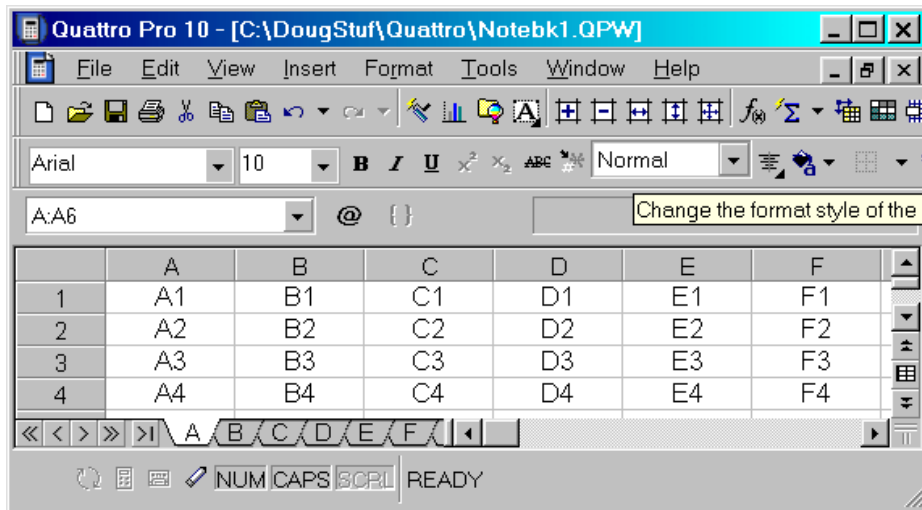 Quattro Pro 10 - [C:\DougStuf\Quattro\Notebk1.QPW]
File Edit View Insert Format Tools Window Help
Arial 10 B I U x² x₂ ABC Normal
A:A6 @ { } Change the format style of the
A B C D E F
1 A1 B1 C1 D1 E1 F1
2 A2 B2 C2 D2 E2 F2
3 A3 B3 C3 D3 E3 F3
4 A4 B4 C4 D4 E4 F4
A B C D E F
NUM CAPS SCRL READY